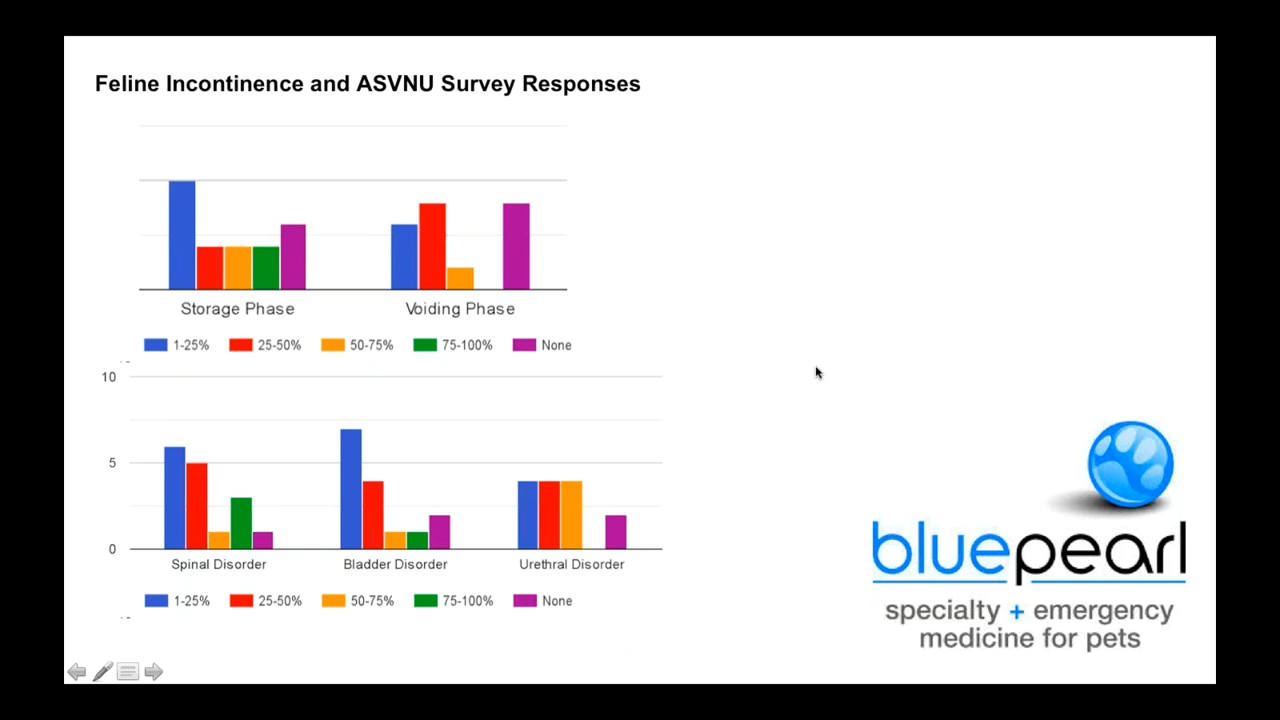 Feline Incontinence and ASVNU Survey Responses
Storage Phase
Voiding Phase
1-25%
25-50%
50-75%
75-100%
None
10
5
0
Spinal Disorder
Bladder Disorder
Urethral Disorder
1-25%
25-50%
50-75%
75-100%
None
bluepearl
specialty + emergency
medicine for pets